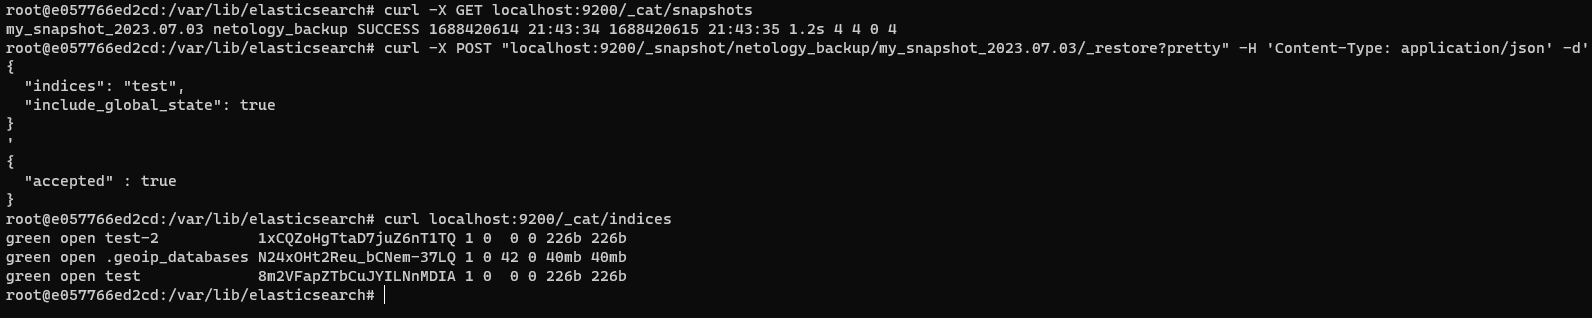 root@e057766ed2cd:/var/lib/elasticsearch# curl -X GET localhost:9200/_cat/snapshots
my_snapshot_2023.07.03 netology_backup SUCCESS 1688420614 21:43:34 1688420615 21:43:35 1.2s 4 4 0 4
root@e057766ed2cd:/var/lib/elasticsearch# curl -X POST "localhost:9200/_snapshot/netology_backup/my_snapshot_2023.07.03/_restore?pretty" -H 'Content-Type: application/json' -d'
{
  "indices": "test",
  "include_global_state": true
}
'
{
  "accepted" : true
}
root@e057766ed2cd:/var/lib/elasticsearch# curl localhost:9200/_cat/indices
green open test-2           1xCQZoHgTtaD7juZ6nT1TQ 1 0  0 0 226b 226b
green open .geoip_databases N24xOHt2Reu_bCNem-37LQ 1 0 42 0 40mb 40mb
green open test             8m2VFapZTbCuJYILNnMDIA 1 0  0 0 226b 226b
root@e057766ed2cd:/var/lib/elasticsearch#